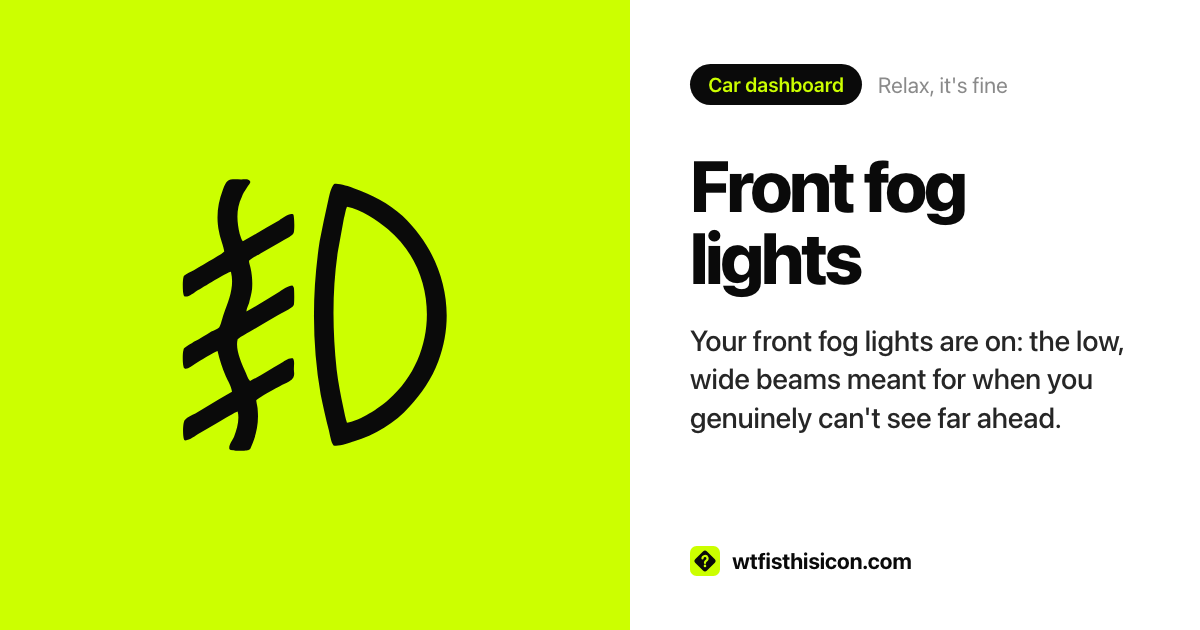 Car dashboard
Relax, it's fine
Front fog
lights
Your front fog lights are on: the low,
wide beams meant for when you
genuinely can't see far ahead.
?
wtfisthisicon.com